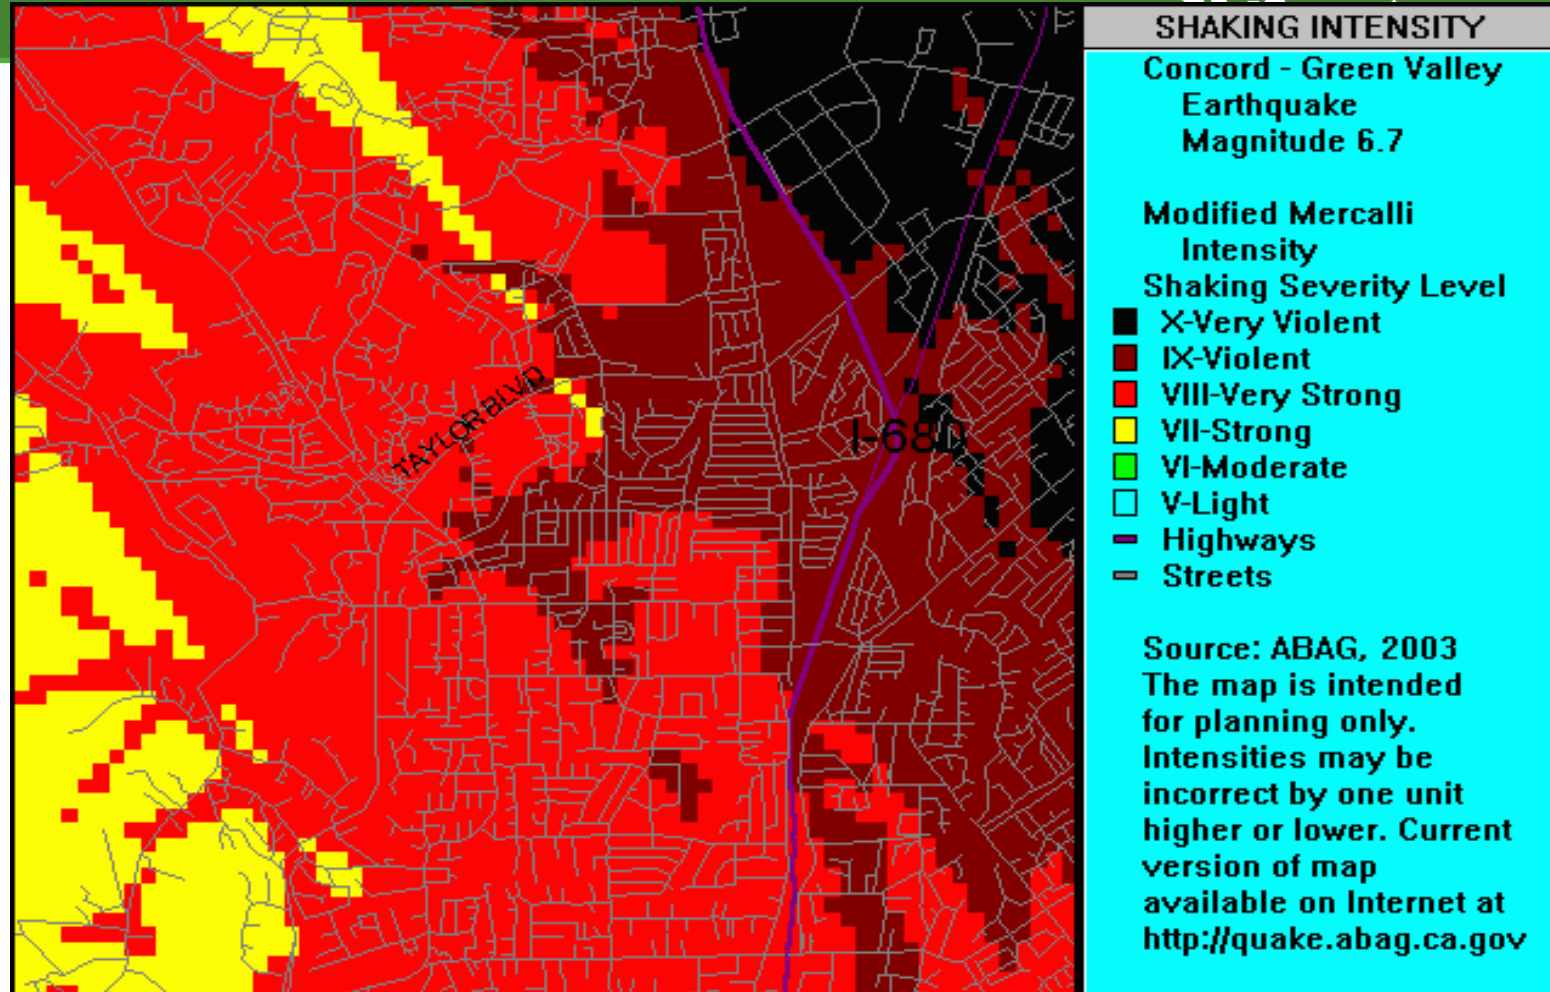 SHAKING INTENSITY
Concord - Green Valley
Earthquake
Magnitude 6.7
Modified Mercalli
Intensity
Shaking Severity Level
X-Very Violent
IX-Violent
VIII-Very Strong
VII-Strong
VI-Moderate
V-Light
Highways
Streets
Source: ABAG, 2003
The map is intended
for planning only.
Intensities may be
incorrect by one unit
higher or lower. Current
version of map
available on Internet at
http://quake.abag.ca.gov
TAYLOR BLVD
I-680